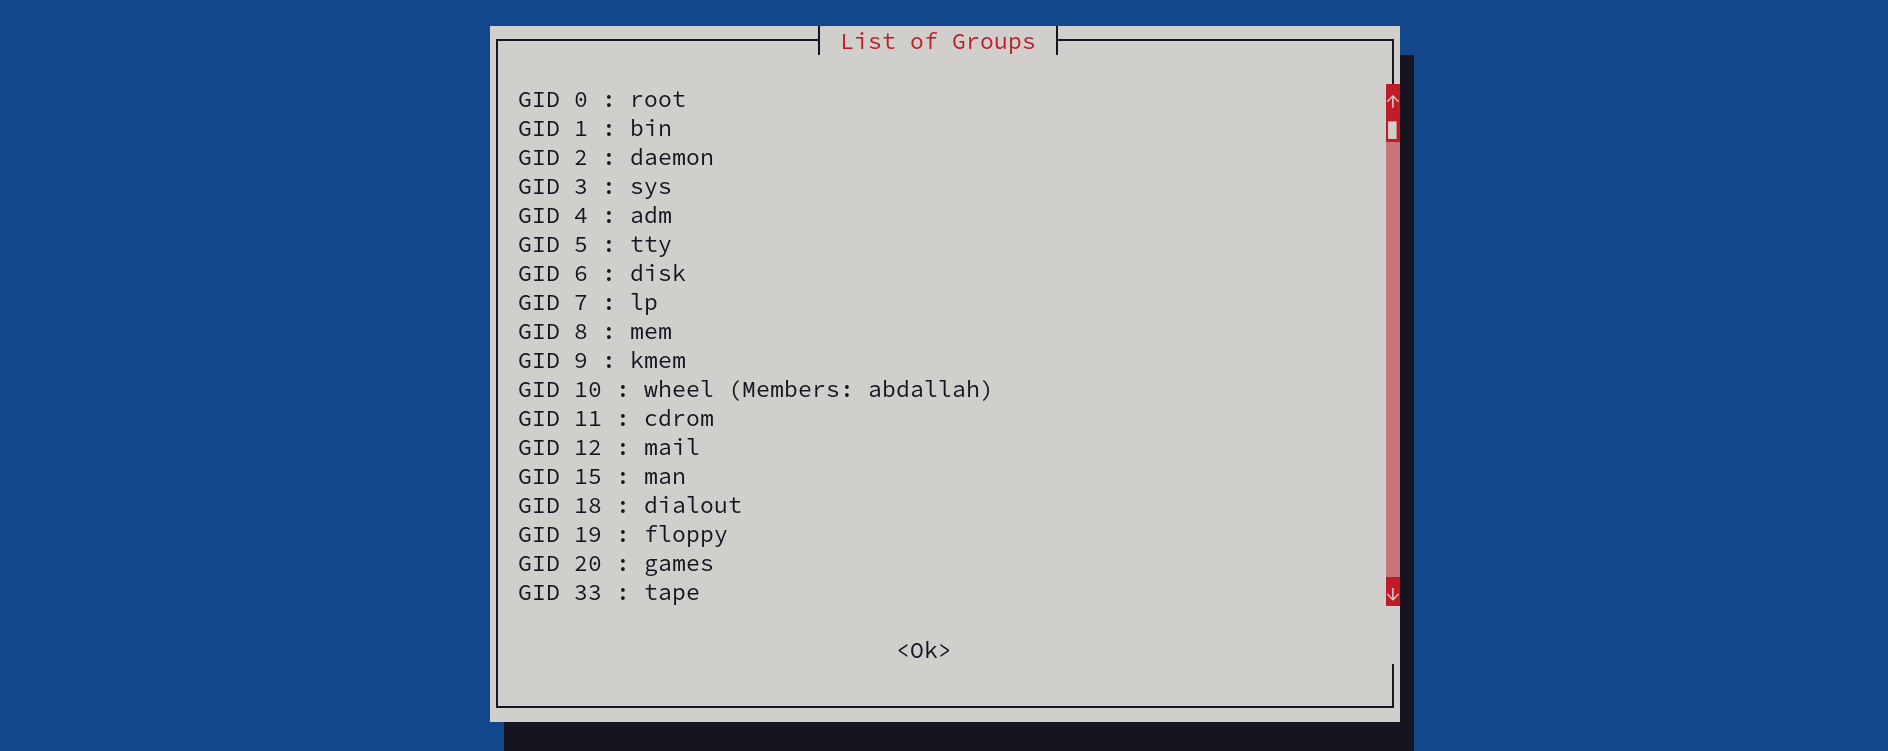 List of Groups
GID 0 : root
GID 1 : bin
GID 2 : daemon
GID 3 : sys
GID 4 : adm
GID 5 : tty
GID 6 : disk
GID 7 : lp
GID 8 : mem
GID 9 : kmem
GID 10 : wheel (Members: abdallah)
GID 11 : cdrom
GID 12 : mail
GID 15 : man
GID 18 : dialout
GID 19 : floppy
GID 20 : games
GID 33 : tape
<Ok>